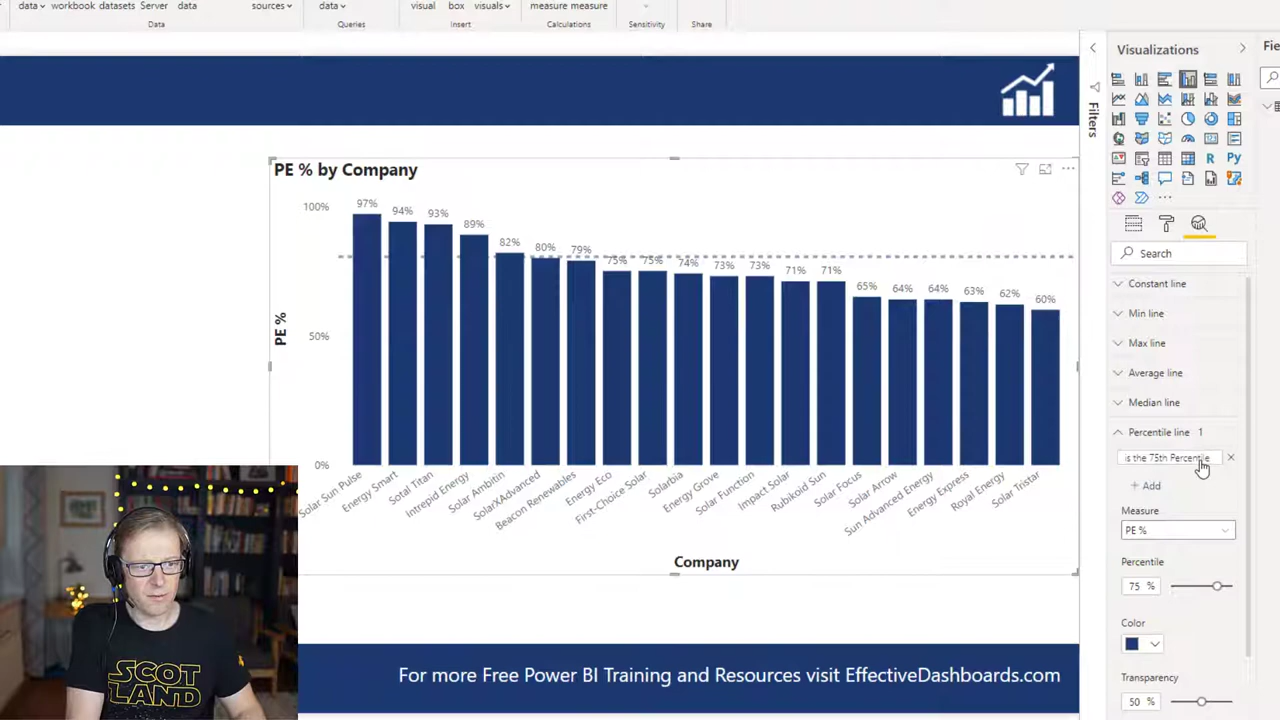 data workbook datasets Server data sources data visual box visuals measure measure
Data Queries Insert Calculations Sensitivity Share
Visualizations
Fie
Filters
PE % by Company
100%
50%
0%
PE %
97% 94% 93% 89% 82% 80% 79% 75% 75% 74% 73% 73% 71% 71% 65% 64% 64% 63% 62% 60%
Solar Sun Pulse
Energy Smart
Sotal Titan
Intrepid Energy
Solar Ambitin
SolarXAdvanced
Beacon Renewables
Energy Eco
First-Choice Solar
Solarbia
Energy Grove
Solar Function
Impact Solar
Rubikoid Sun
Solar Focus
Solar Arrow
Sun Advanced Energy
Energy Express
Royal Energy
Solar Tristar
Company
R
Py
Search
Constant line
Min line
Max line
Average line
Median line
Percentile line 1
is the 75th Percentile
+ Add
Measure
PE %
Percentile
75 %
Color
Transparency
50 %
SCOT
LAND
For more Free Power BI Training and Resources visit EffectiveDashboards.com